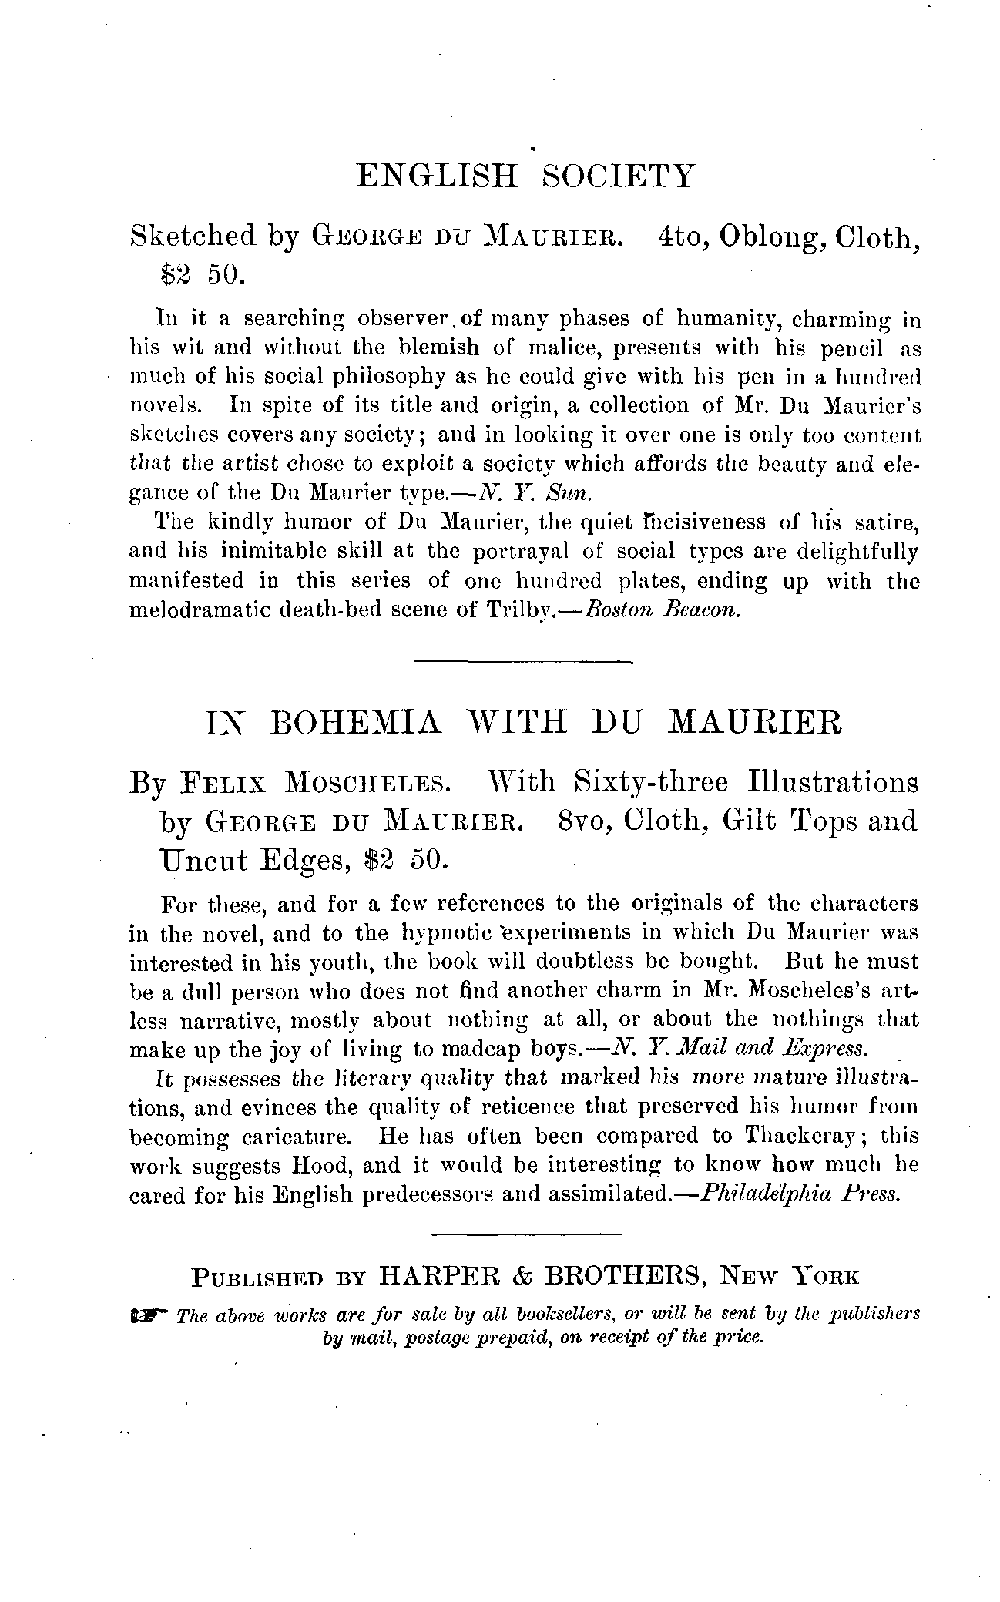 ENGLISH SOCIETY
Sketched by GEORGE DU MAURIER. 4to, Oblong, Cloth,
$2 50.
In it a searching observer of many phases of humanity, charming in
his wit and without the blemish of malice, presents with his pencil as
much of his social philosophy as he could give with his pen in a hundred
novels. In spite of its title and origin, a collection of Mr. Du Maurier's
sketches covers any society; and in looking it over one is only too content
that the artist chose to exploit a society which affords the beauty and ele-
gance of the Du Maurier type.—N. Y. Sun.
The kindly humor of Du Maurier, the quiet incisiveness of his satire,
and his inimitable skill at the portrayal of social types are delightfully
manifested in this series of one hundred plates, ending up with the
melodramatic death-bed scene of Trilby.—Boston Beacon.
IN BOHEMIA WITH DU MAURIER
By FELIX MOSCHELES. With Sixty-three Illustrations
by GEORGE DU MAURIER. 8vo, Cloth, Gilt Tops and
Uncut Edges, $2 50.
For these, and for a few references to the originals of the characters
in the novel, and to the hypnotic experiments in which Du Maurier was
interested in his youth, the book will doubtless be bought. But he must
be a dull person who does not find another charm in Mr. Moscheles's art-
less narrative, mostly about nothing at all, or about the nothings that
make up the joy of living to madcap boys.—N. Y. Mail and Express.
It possesses the literary quality that marked his more mature illustra-
tions, and evinces the quality of reticence that preserved his humor from
becoming caricature. He has often been compared to Thackeray; this
work suggests Hood, and it would be interesting to know how much he
cared for his English predecessors and assimilated.—Philadelphia Press.
PUBLISHED BY HARPER & BROTHERS, NEW YORK
☞ The above works are for sale by all booksellers, or will be sent by the publishers
by mail, postage prepaid, on receipt of the price.